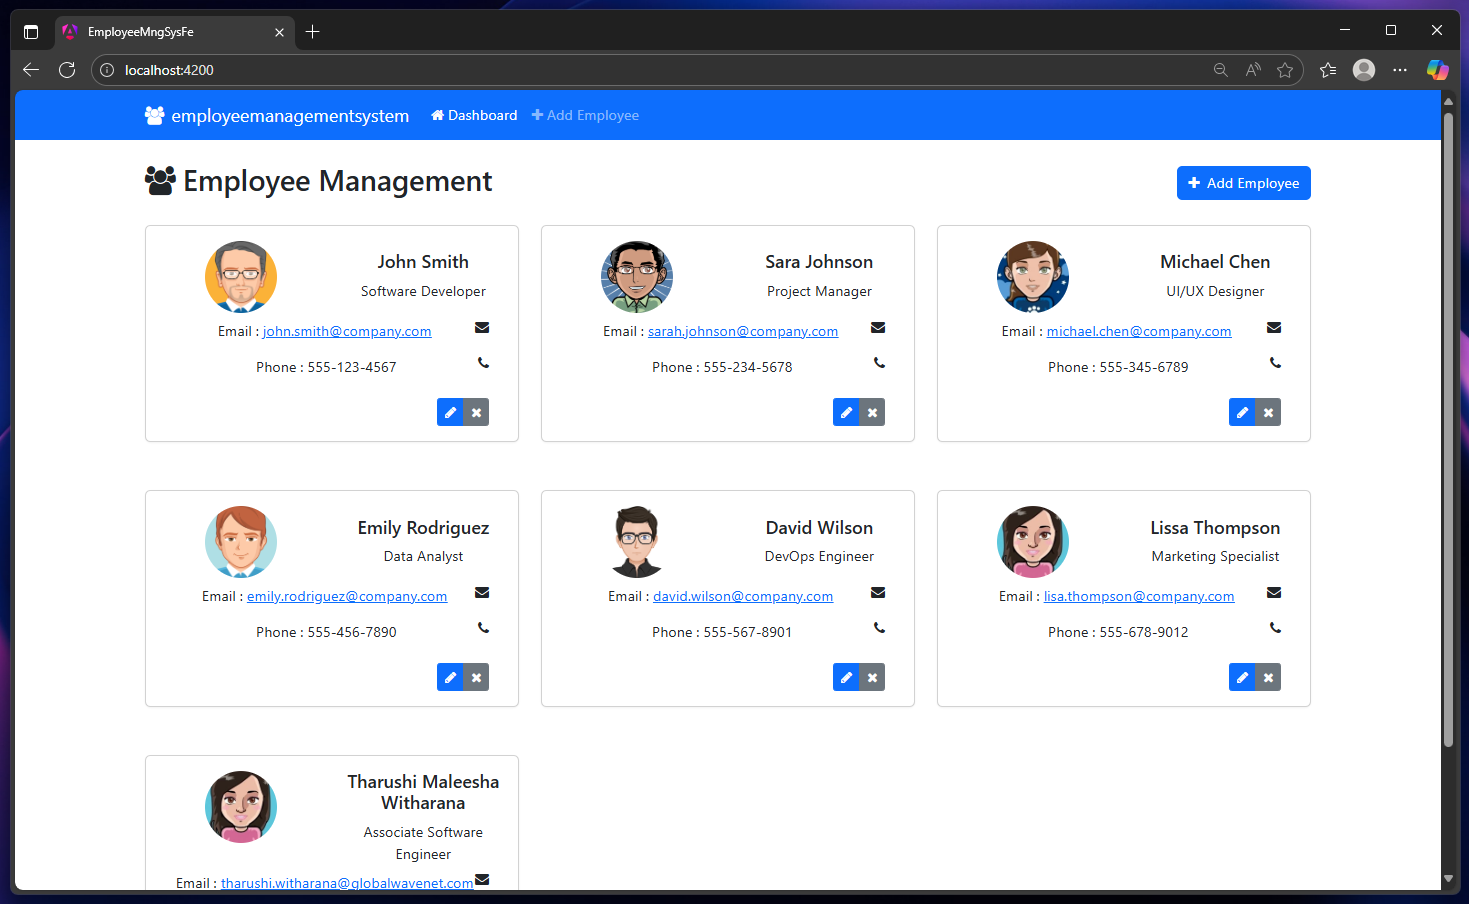 EmployeeMngSysFe
localhost:4200
employeemanagementsystem Dashboard Add Employee
Employee Management
Add Employee
John Smith
Software Developer
Email : john.smith@company.com
Phone : 555-123-4567
Sara Johnson
Project Manager
Email : sarah.johnson@company.com
Phone : 555-234-5678
Michael Chen
UI/UX Designer
Email : michael.chen@company.com
Phone : 555-345-6789
Emily Rodriguez
Data Analyst
Email : emily.rodriguez@company.com
Phone : 555-456-7890
David Wilson
DevOps Engineer
Email : david.wilson@company.com
Phone : 555-567-8901
Lissa Thompson
Marketing Specialist
Email : lisa.thompson@company.com
Phone : 555-678-9012
Tharushi Maleesha
Witharana
Associate Software
Engineer
Email : tharushi.witharana@globalwavenet.com